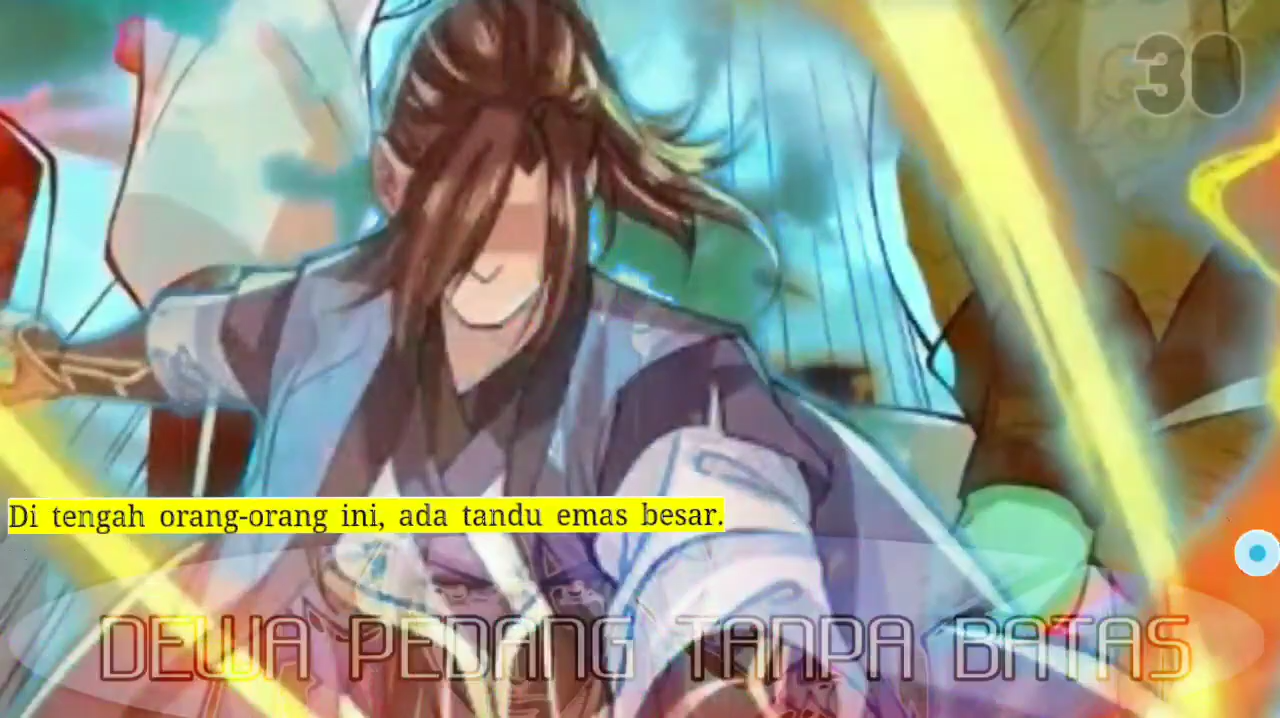 30
Di tengah orang-orang ini, ada tandu emas besar.
DEWA PEDANG TANPA BATAS